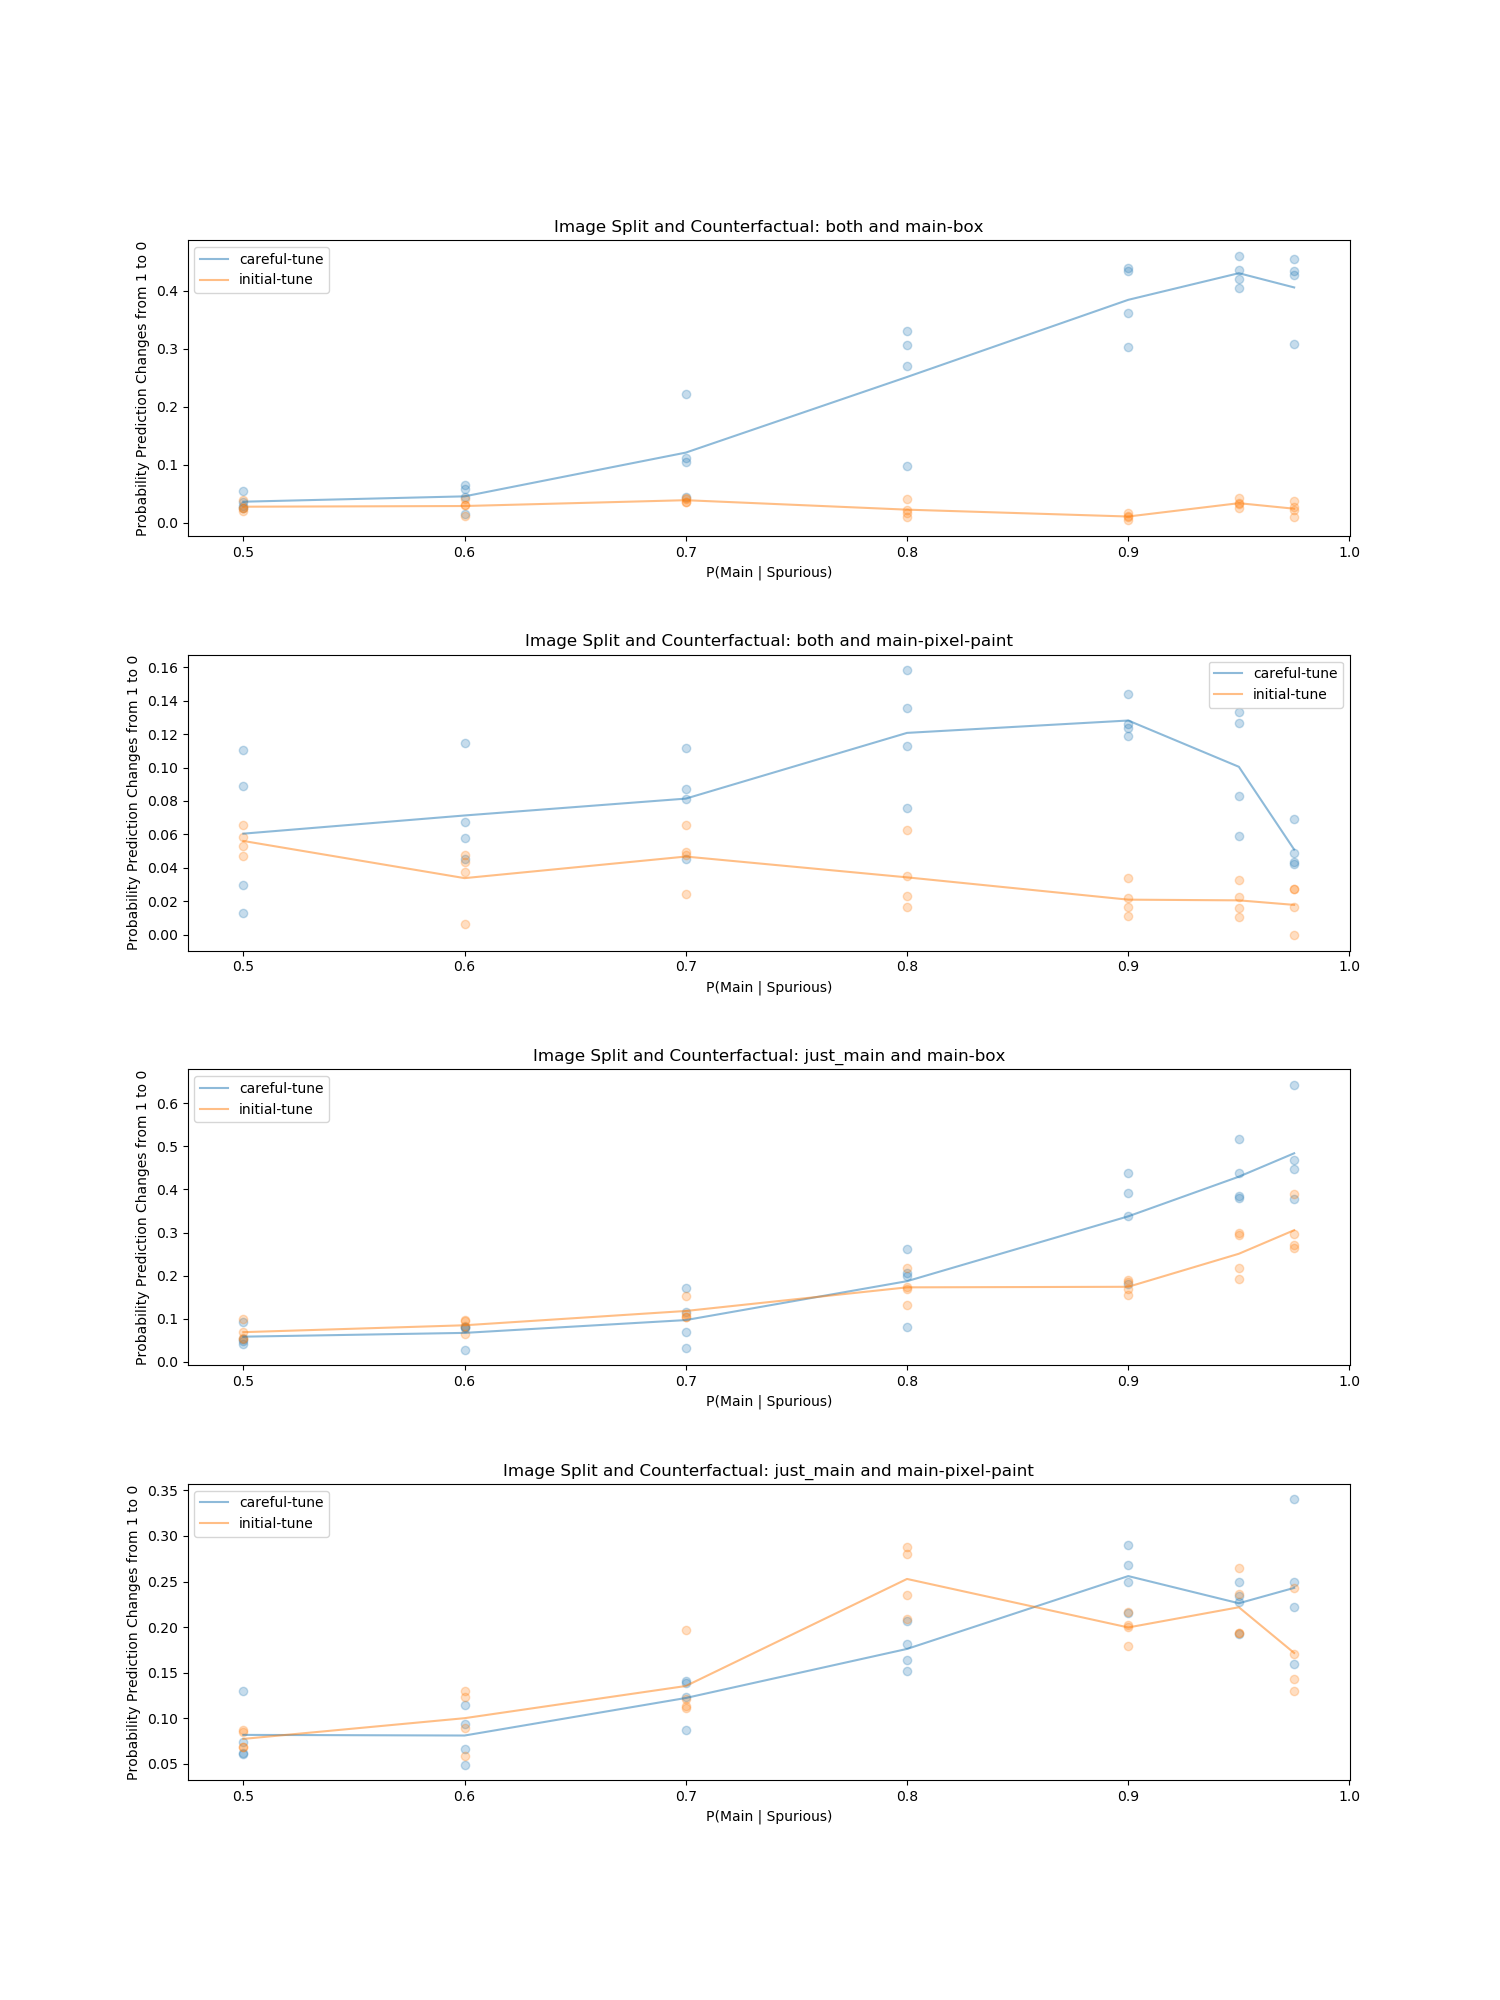 Image Split and Counterfactual: both and main-box
Probability Prediction Changes from 1 to 0
careful-tune
initial-tune
0.4
0.3
0.2
0.1
0.0
0.5 0.6 0.7 0.8 0.9 1.0
P(Main | Spurious)
Image Split and Counterfactual: both and main-pixel-paint
Probability Prediction Changes from 1 to 0
careful-tune
initial-tune
0.16
0.14
0.12
0.10
0.08
0.06
0.04
0.02
0.00
0.5 0.6 0.7 0.8 0.9 1.0
P(Main | Spurious)
Image Split and Counterfactual: just_main and main-box
Probability Prediction Changes from 1 to 0
careful-tune
initial-tune
0.6
0.5
0.4
0.3
0.2
0.1
0.0
0.5 0.6 0.7 0.8 0.9 1.0
P(Main | Spurious)
Image Split and Counterfactual: just_main and main-pixel-paint
Probability Prediction Changes from 1 to 0
careful-tune
initial-tune
0.35
0.30
0.25
0.20
0.15
0.10
0.05
0.5 0.6 0.7 0.8 0.9 1.0
P(Main | Spurious)